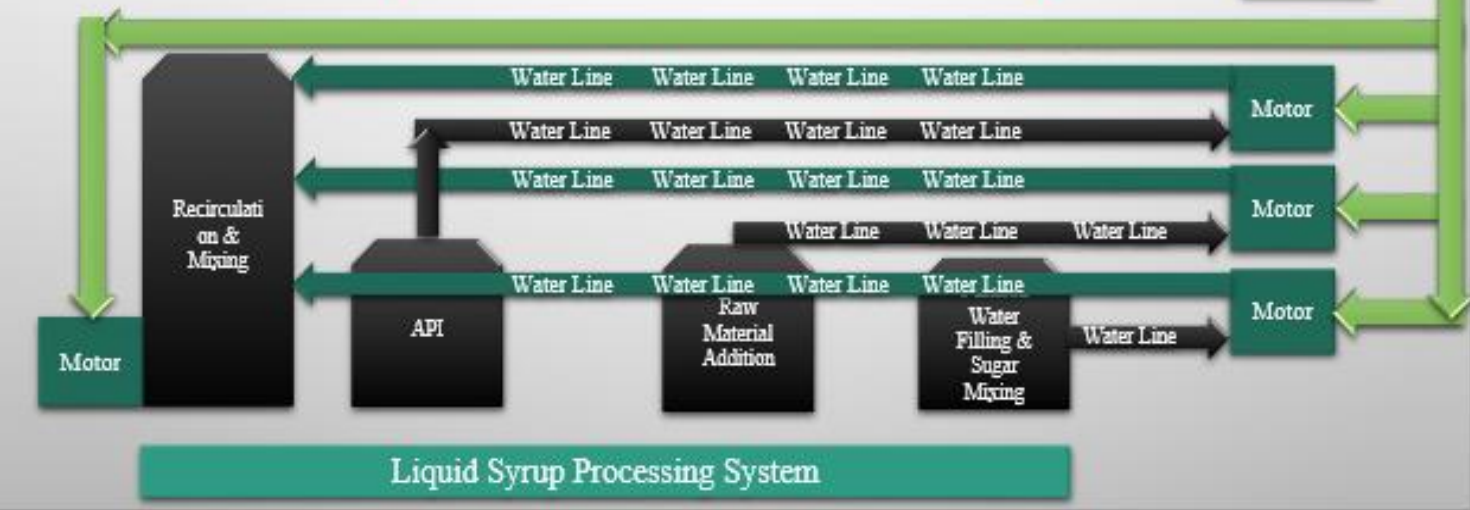 Water Line Water Line Water Line Water Line
Motor
Water Line Water Line Water Line Water Line
Water Line Water Line Water Line Water Line
Motor
Recirculati
on &
Mixing
Water Line Water Line Water Line
Water Line Water Line Water Line Water Line
Motor
API
Raw
Material
Addition
Water
Filling &
Sugar
Mixing
Water Line
Motor
Liquid Syrup Processing System